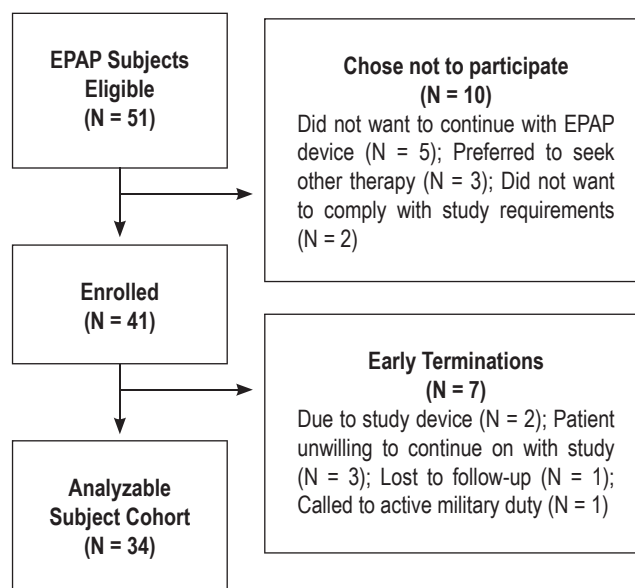 EPAP Subjects
Eligible
(N = 51)
Chose not to participate
(N = 10)
Did not want to continue with EPAP
device (N = 5); Preferred to seek
other therapy (N = 3); Did not want
to comply with study requirements
(N = 2)
Enrolled
(N = 41)
Early Terminations
(N = 7)
Due to study device (N = 2); Patient
unwilling to continue on with study
(N = 3); Lost to follow-up (N = 1);
Called to active military duty (N = 1)
Analyzable
Subject Cohort
(N = 34)